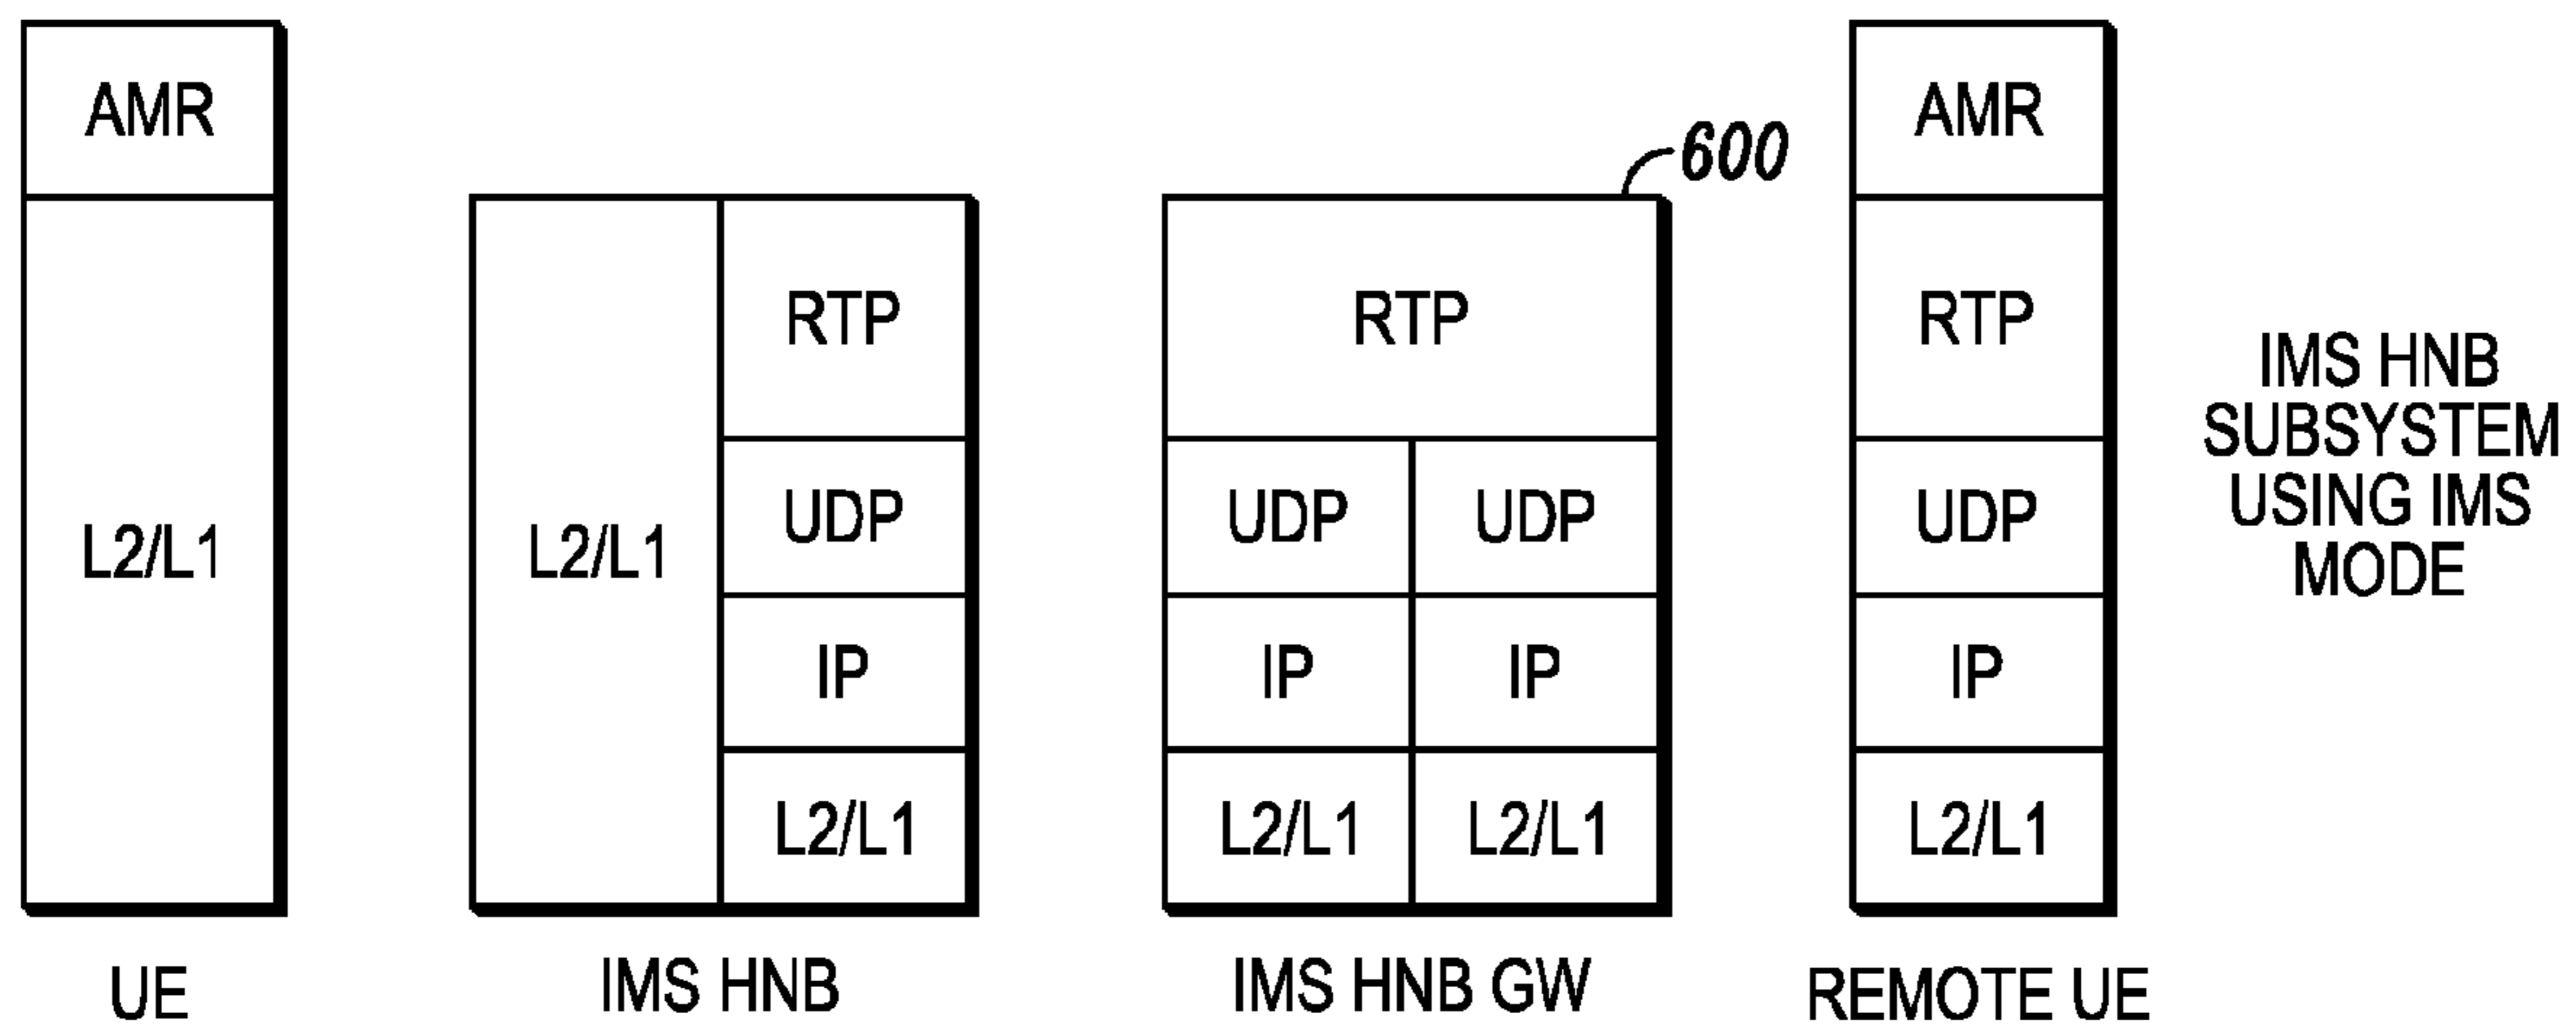 AMR
L2/L1
UE
L2/L1
RTP
UDP
IP
L2/L1
IMS HNB
600
RTP
UDP UDP
IP IP
L2/L1 L2/L1
IMS HNB GW
AMR
RTP
UDP
IP
L2/L1
REMOTE UE
IMS HNB
SUBSYSTEM
USING IMS
MODE